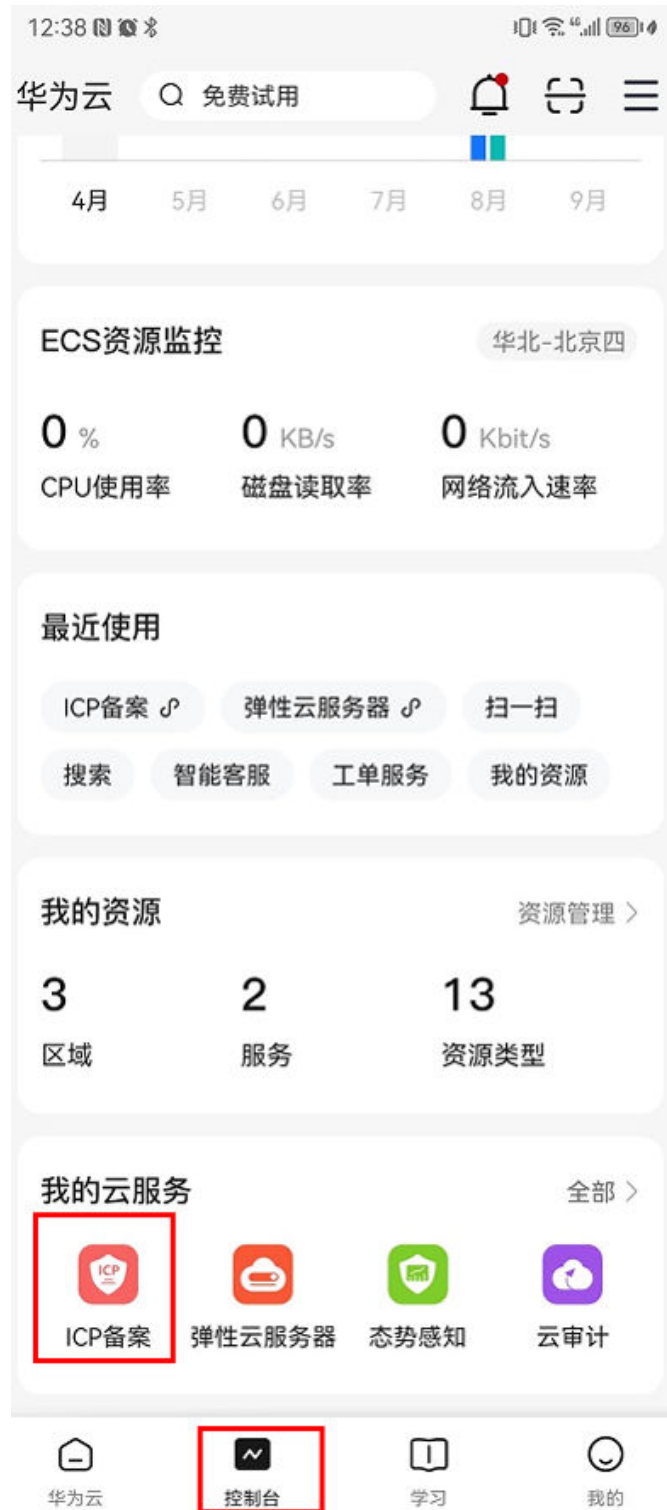 12:38 96
华为云 免费试用
4月 5月 6月 7月 8月 9月
ECS资源监控 华北-北京四
0 % 0 KB/s 0 Kbit/s
CPU使用率 磁盘读取率 网络流入速率
最近使用
ICP备案 弹性云服务器 扫一扫
搜索 智能客服 工单服务 我的资源
我的资源 资源管理
3 2 13
区域 服务 资源类型
我的云服务 全部
ICP
ICP备案 弹性云服务器 态势感知 云审计
华为云 控制台 学习 我的